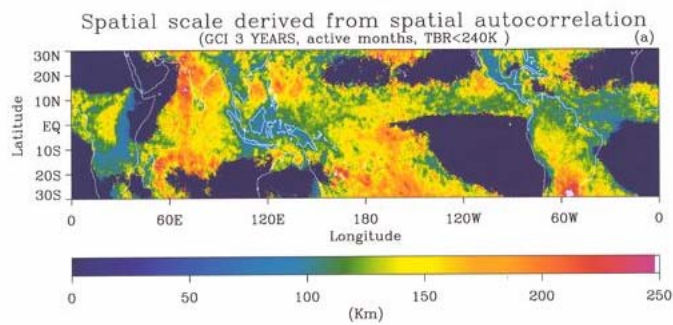 Spatial scale derived from spatial autocorrelation
(GCI 3 YEARS, active months, TBR<240K )
(a)
30N
20N
10N
EQ
10S
20S
30S
Latitude
0 60E 120E 180 120W 60W 0
Longitude
0 50 100 150 200 250
(Km)